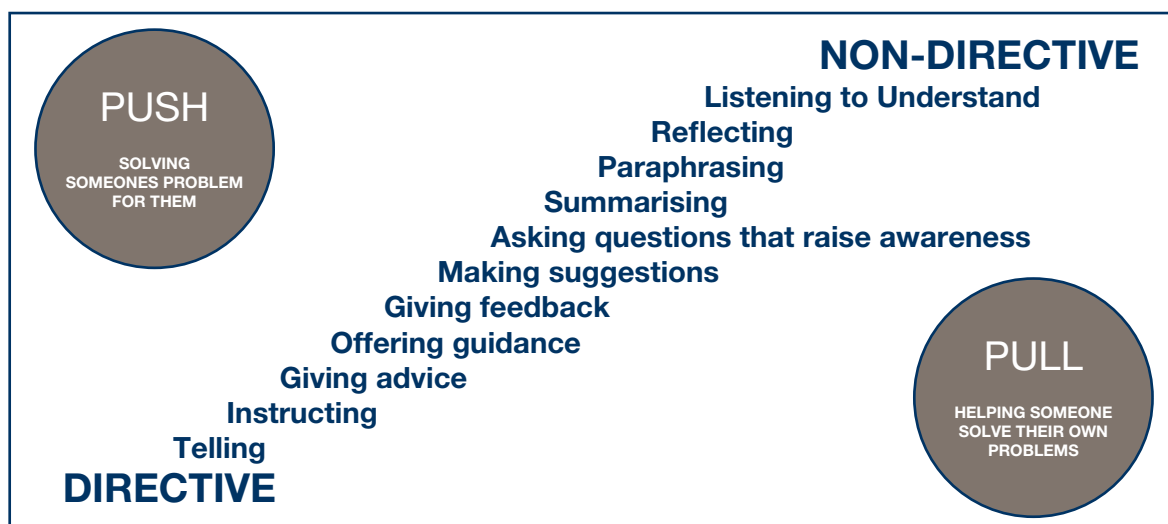 PUSH
SOLVING
SOMEONES PROBLEM
FOR THEM
NON-DIRECTIVE
Listening to Understand
Reflecting
Paraphrasing
Summarising
Asking questions that raise awareness
Making suggestions
Giving feedback
Offering guidance
Giving advice
Instructing
Telling
DIRECTIVE
PULL
HELPING SOMEONE
SOLVE THEIR OWN
PROBLEMS